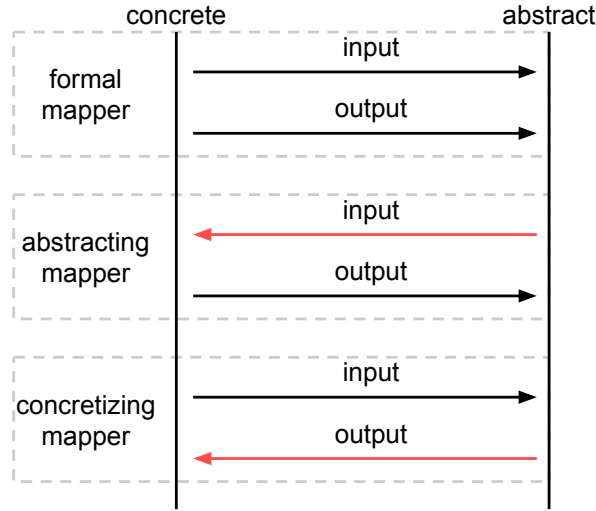 concrete
abstract
input
formal
mapper
output
input
abstracting
mapper
output
input
concretizing
mapper
output